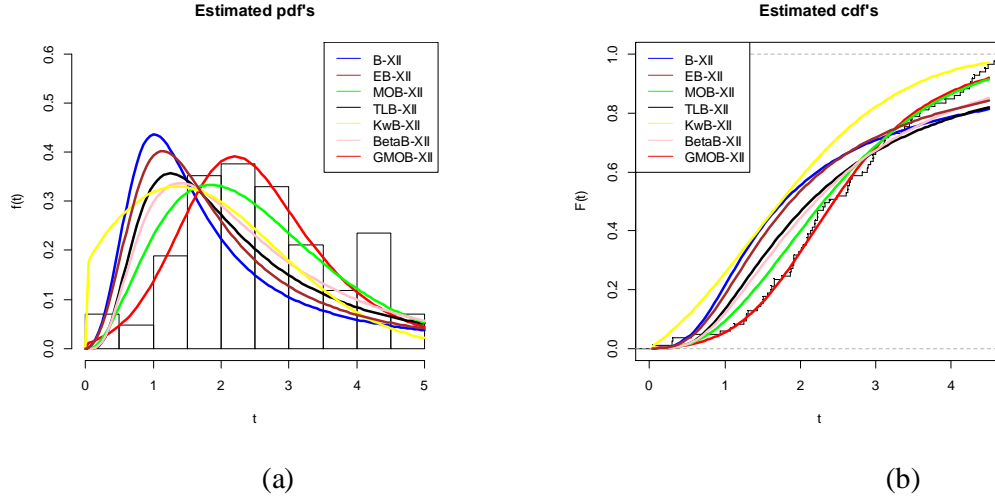 Estimated pdf's
f(t)
0.6
0.5
0.4
0.3
0.2
0.1
0.0
B-XII
EB-XII
MOB-XII
TLB-XII
KwB-XII
BetaB-XII
GMOB-XII
0 1 2 3 4 5
t
(a)
Estimated cdf's
F(t)
1.0
0.8
0.6
0.4
0.2
0.0
B-XII
EB-XII
MOB-XII
TLB-XII
KwB-XII
BetaB-XII
GMOB-XII
0 1 2 3 4
t
(b)